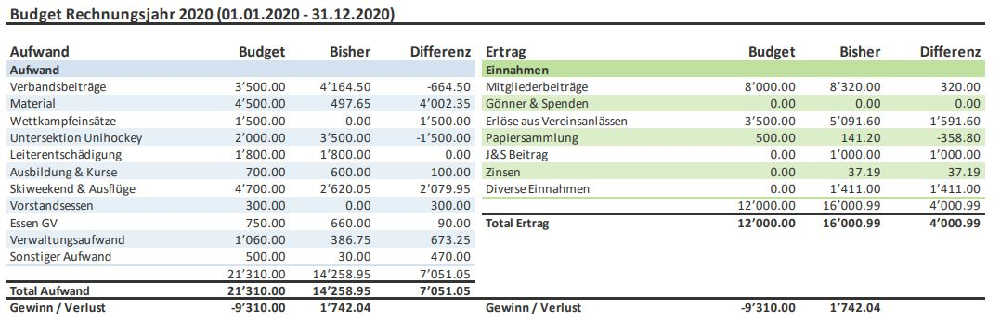 Budget Rechnungsjahr 2020 (01.01.2020 - 31.12.2020)
Aufwand Budget Bisher Differenz Ertrag Budget Bisher Differenz
Aufwand Einnahmen
Verbandsbeiträge 3’500.00 4’164.50 -664.50 Mitgliederbeiträge 8’000.00 8’320.00 320.00
Material 4’500.00 497.65 4’002.35 Gönner & Spenden 0.00 0.00 0.00
Wettkampfeinsätze 1’500.00 0.00 1’500.00 Erlöse aus Vereinsanlässen 3’500.00 5’091.60 1’591.60
Untersektion Unihockey 2’000.00 3’500.00 -1’500.00 Papiersammlung 500.00 141.20 -358.80
Leiterentschädigung 1’800.00 1’800.00 0.00 J&S Beitrag 0.00 1’000.00 1’000.00
Ausbildung & Kurse 700.00 600.00 100.00 Zinsen 0.00 37.19 37.19
Skiweekend & Ausflüge 4’700.00 2’620.05 2’079.95 Diverse Einnahmen 0.00 1’411.00 1’411.00
Vorstandsessen 300.00 0.00 300.00 12’000.00 16’000.99 4’000.99
Essen GV 750.00 660.00 90.00 Total Ertrag 12’000.00 16’000.99 4’000.99
Verwaltungsaufwand 1’060.00 386.75 673.25
Sonstiger Aufwand 500.00 30.00 470.00
21’310.00 14’258.95 7’051.05
Total Aufwand 21’310.00 14’258.95 7’051.05
Gewinn / Verlust -9’310.00 1’742.04 Gewinn / Verlust -9’310.00 1’742.04